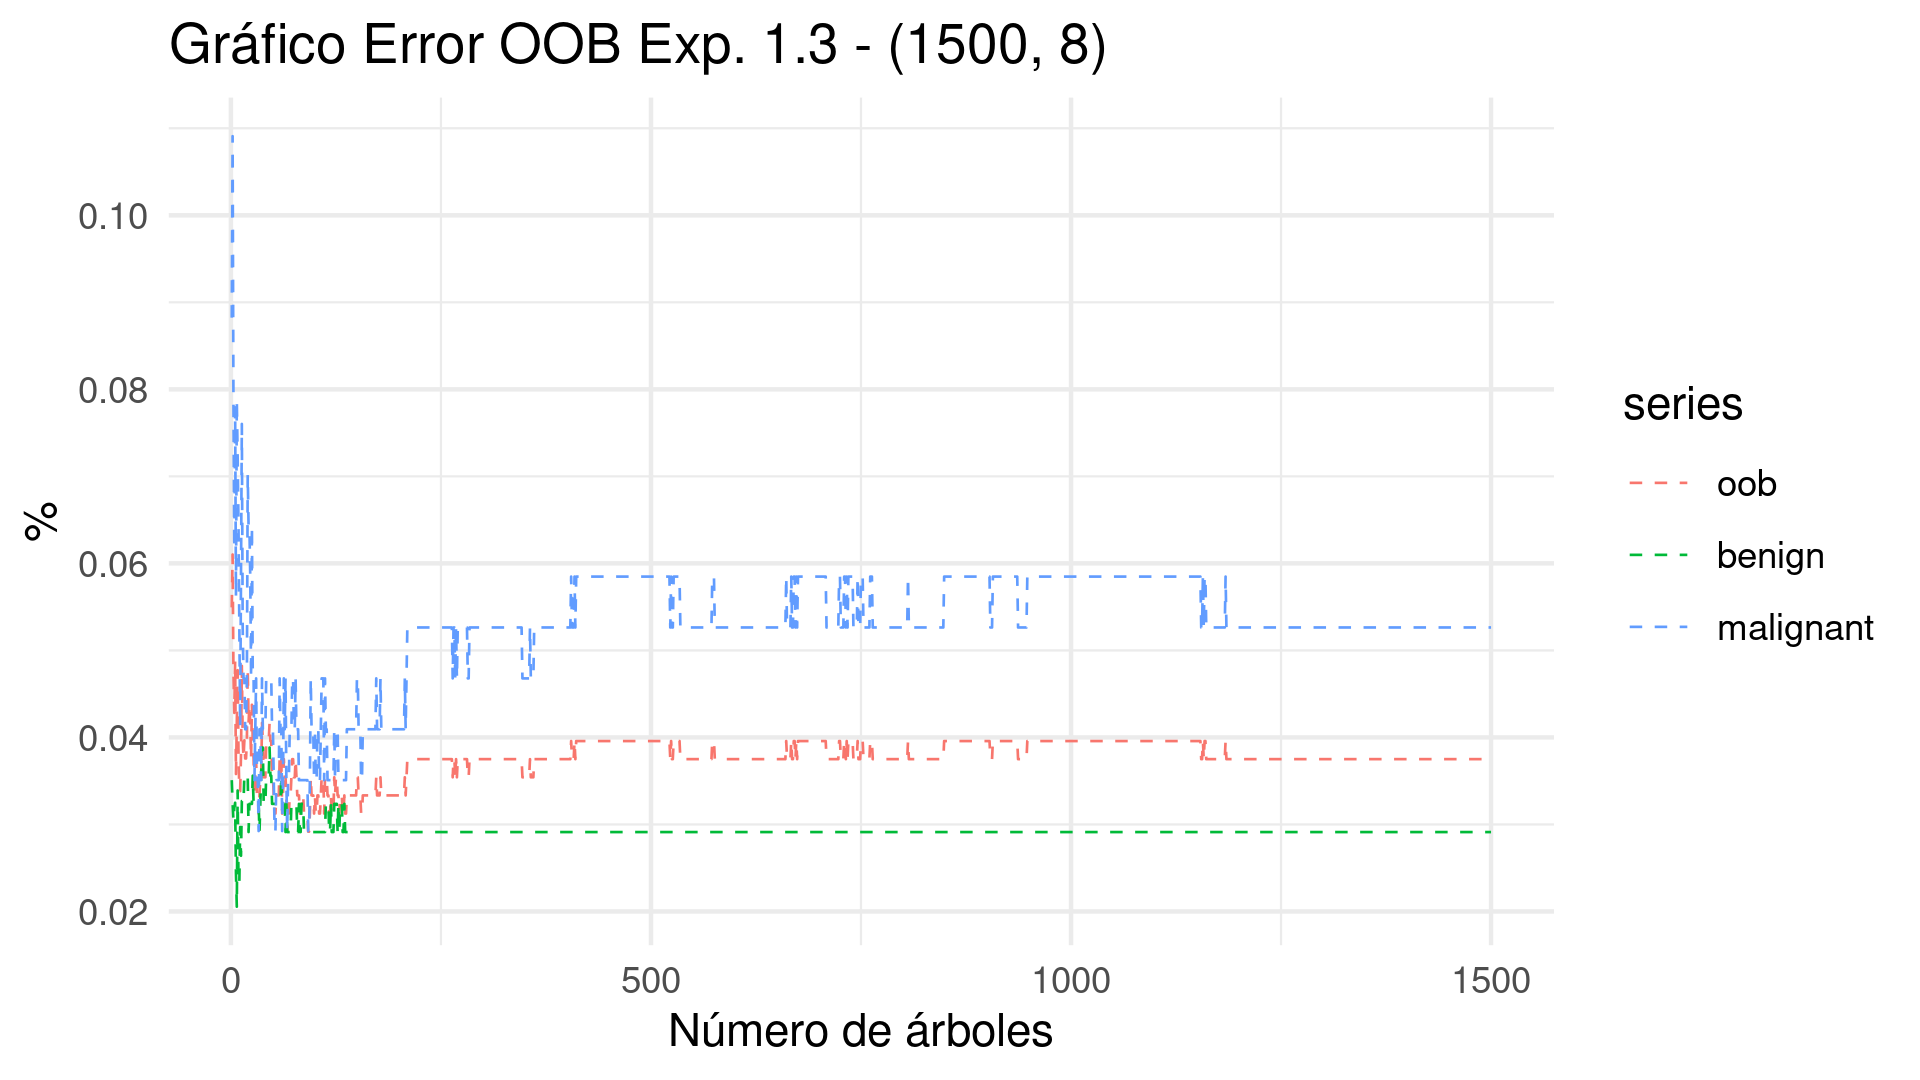 Gráfico Error OOB Exp. 1.3 - (1500, 8)
0.10
0.08
0.06
0.04
0.02
%
0 500 1000 1500
Número de árboles
series
oob
benign
malignant